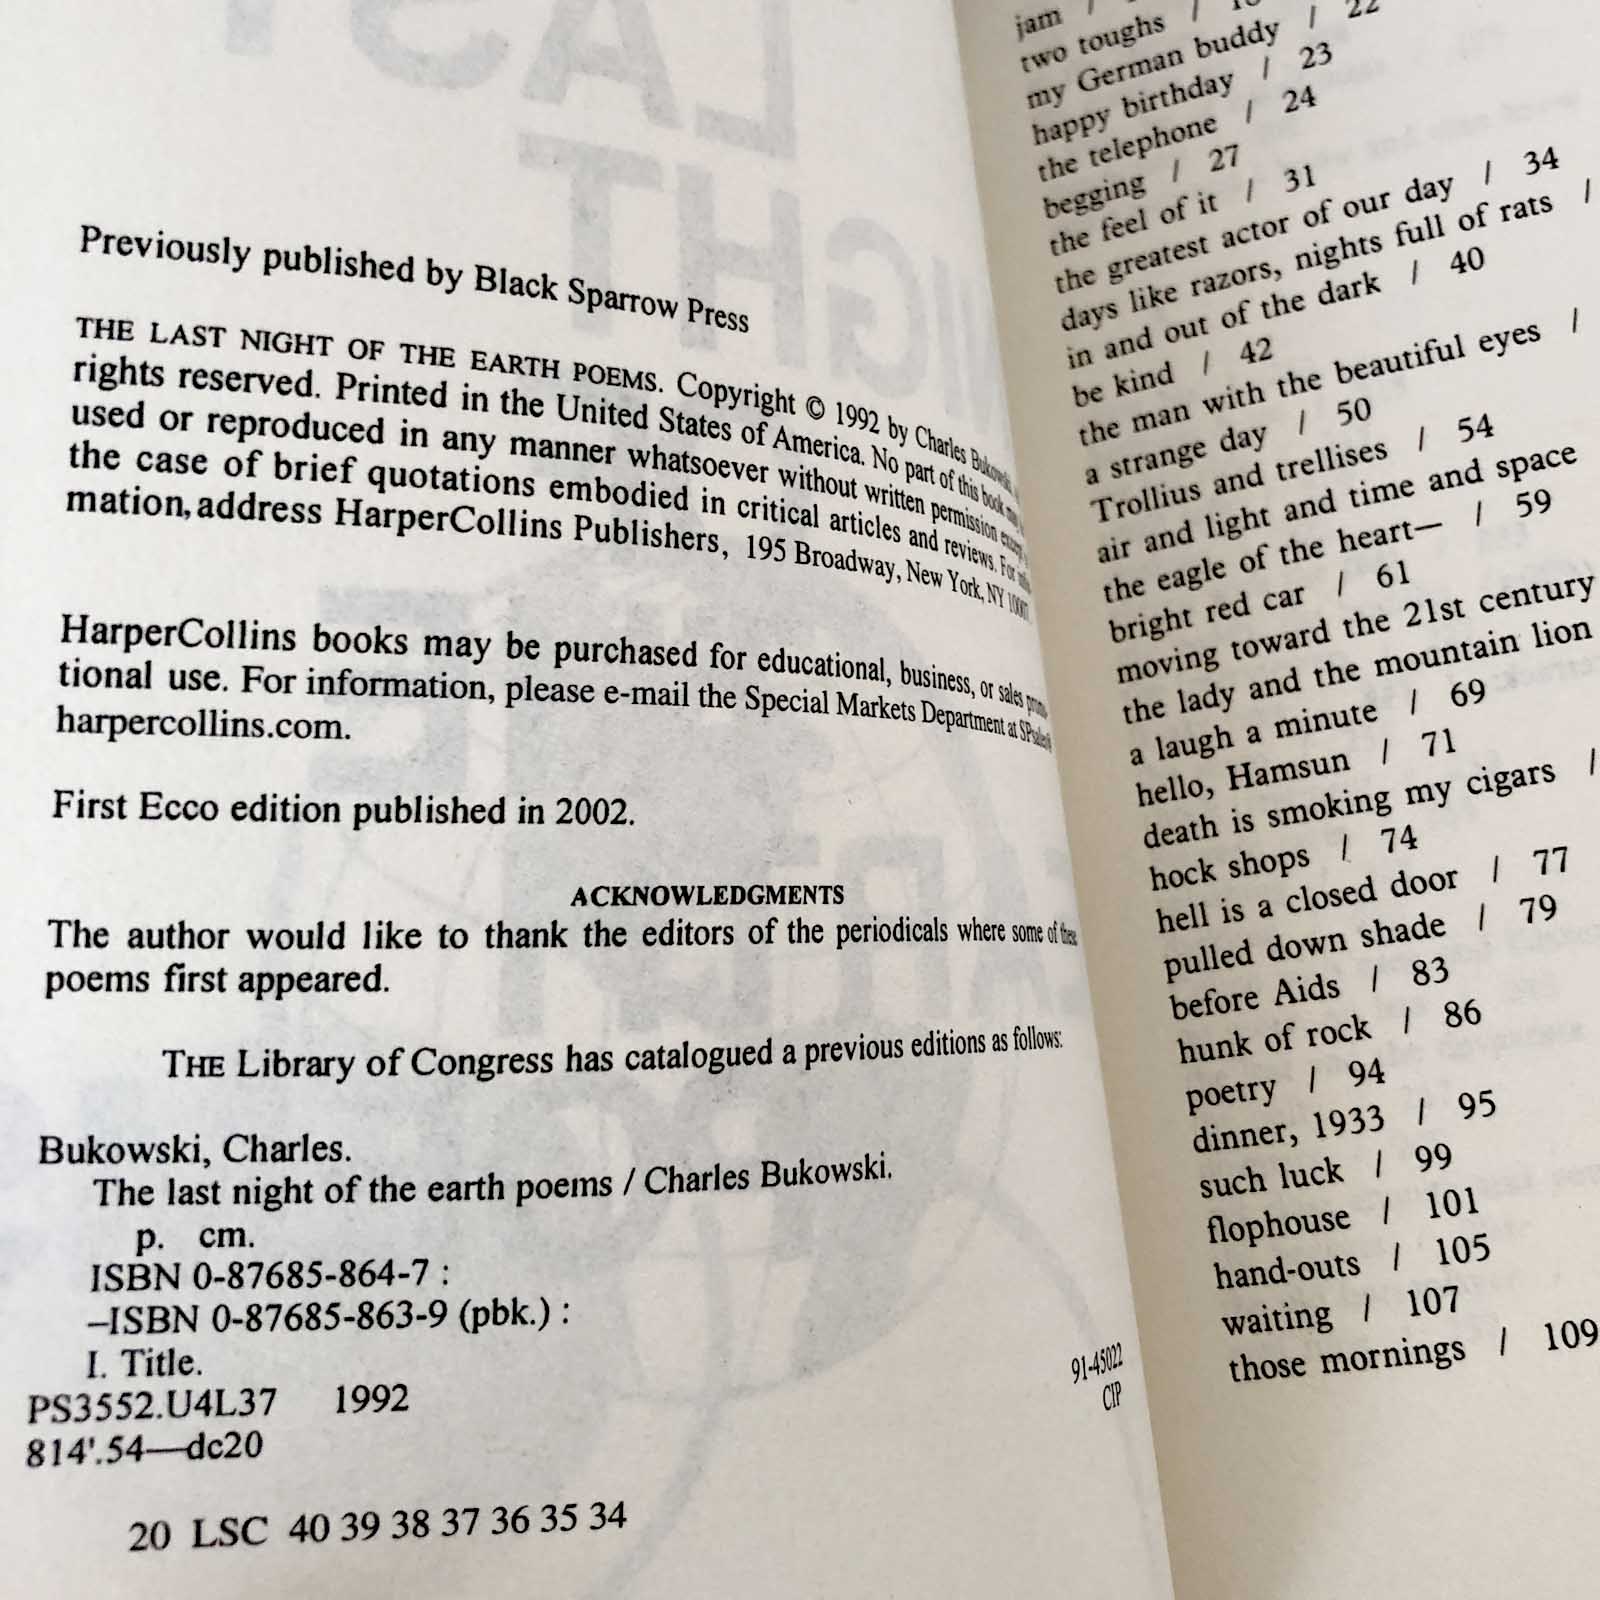 Previously published by Black Sparrow Press
THE LAST NIGHT OF THE EARTH POEMS. Copyright © 1992 by Charles Bukowski.
rights reserved. Printed in the United States of America. No part of this book may
used or reproduced in any manner whatsoever without written permission except
the case of brief quotations embodied in critical articles and reviews. For
mation, address HarperCollins Publishers, 195 Broadway, New York, NY 10007
HarperCollins books may be purchased for educational, business, or sales promo-
tional use. For information, please e-mail the Special Markets Department at SPsales@
harpercollins.com.
First Ecco edition published in 2002.
ACKNOWLEDGMENTS
The author would like to thank the editors of the periodicals where some of these
poems first appeared.
THE Library of Congress has catalogued a previous editions as follows:
Bukowski, Charles.
The last night of the earth poems / Charles Bukowski.
p. cm.
ISBN 0-87685-864-7 :
–ISBN 0-87685-863-9 (pbk.) :
I. Title.
PS3552.U4L37 1992
814'.54—dc20
91-45022
CIP
20 LSC 40 39 38 37 36 35 34
jam /
two toughs /
my German buddy / 22
happy birthday / 23
the telephone / 24
begging / 27
the feel of it / 31
the greatest actor of our day / 34
days like razors, nights full of rats /
in and out of the dark / 40
be kind / 42
the man with the beautiful eyes /
a strange day / 50
Trollius and trellises / 54
air and light and time and space
the eagle of the heart— / 59
bright red car / 61
moving toward the 21st century
the lady and the mountain lion
a laugh a minute / 69
hello, Hamsun / 71
death is smoking my cigars /
hock shops / 74
hell is a closed door / 77
pulled down shade / 79
before Aids / 83
hunk of rock / 86
poetry / 94
dinner, 1933 / 95
such luck / 99
flophouse / 101
hand-outs / 105
waiting / 107
those mornings / 109